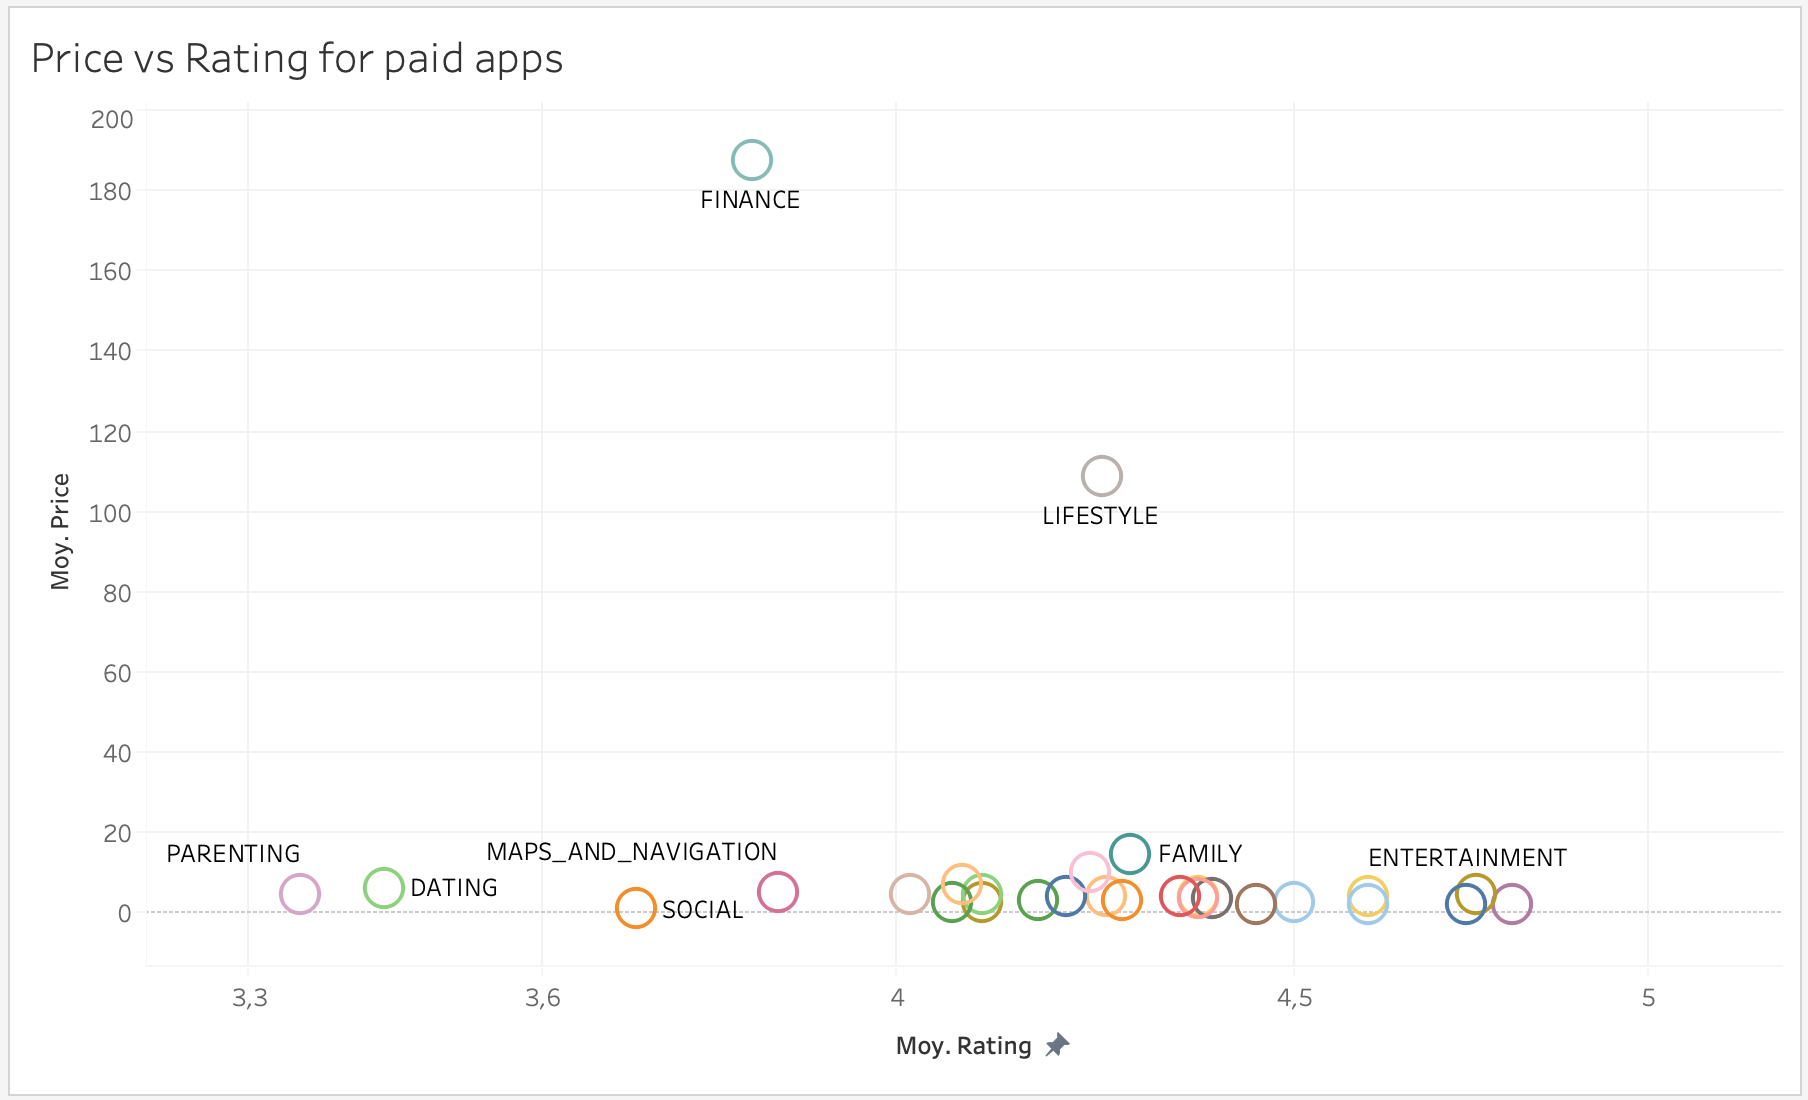 Price vs Rating for paid apps
200
180
160
140
120
100
80
60
40
20
0
Moy. Price
FINANCE
LIFESTYLE
PARENTING
DATING
MAPS_AND_NAVIGATION
SOCIAL
FAMILY
ENTERTAINMENT
3,3
3,6
4
4,5
5
Moy. Rating